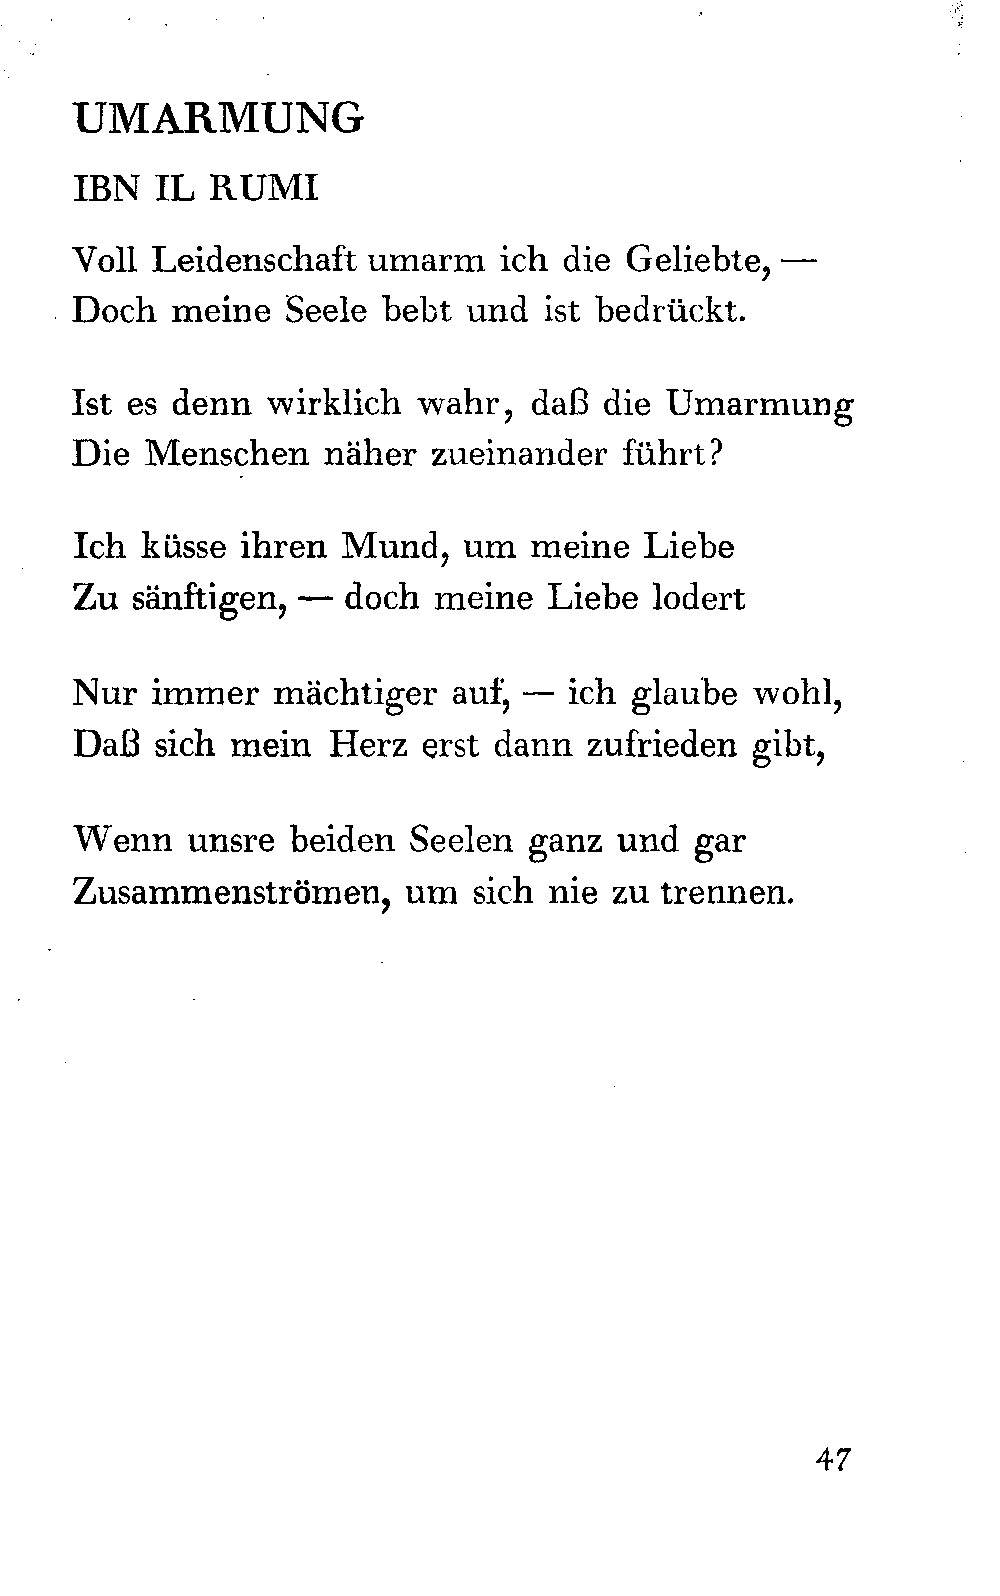 UMARMUNG
IBN IL RUMI
Voll Leidenschaft umarm ich die Geliebte, —
Doch meine Seele bebt und ist bedrückt.
Ist es denn wirklich wahr, daß die Umarmung
Die Menschen näher zueinander führt?
Ich küsse ihren Mund, um meine Liebe
Zu sänftigen, — doch meine Liebe lodert
Nur immer mächtiger auf, — ich glaube wohl,
Daß sich mein Herz erst dann zufrieden gibt,
Wenn unsre beiden Seelen ganz und gar
Zusammenströmen, um sich nie zu trennen.
47